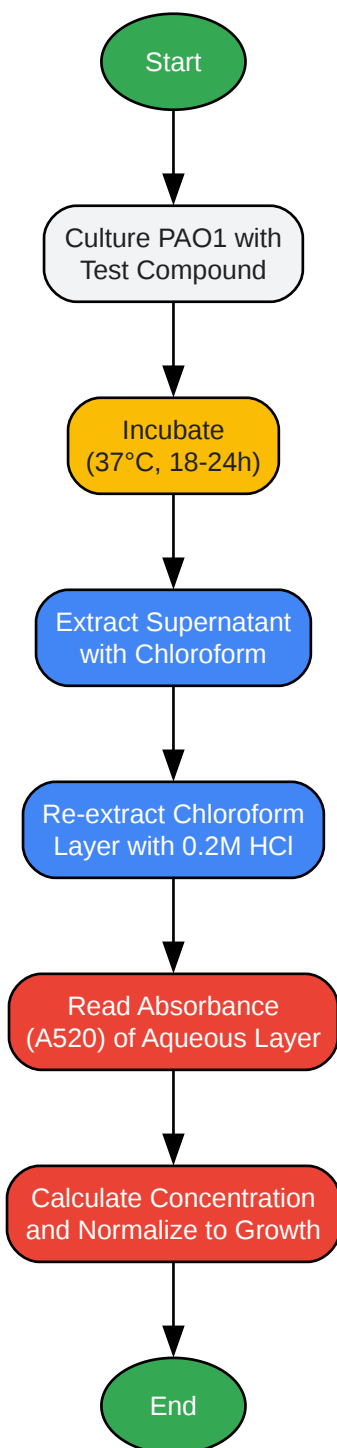 Start
Culture PAO1 with
Test Compound
Incubate
(37°C, 18-24h)
Extract Supernatant
with Chloroform
Re-extract Chloroform
Layer with 0.2M HCl
Read Absorbance
(A520) of Aqueous Layer
Calculate Concentration
and Normalize to Growth
End